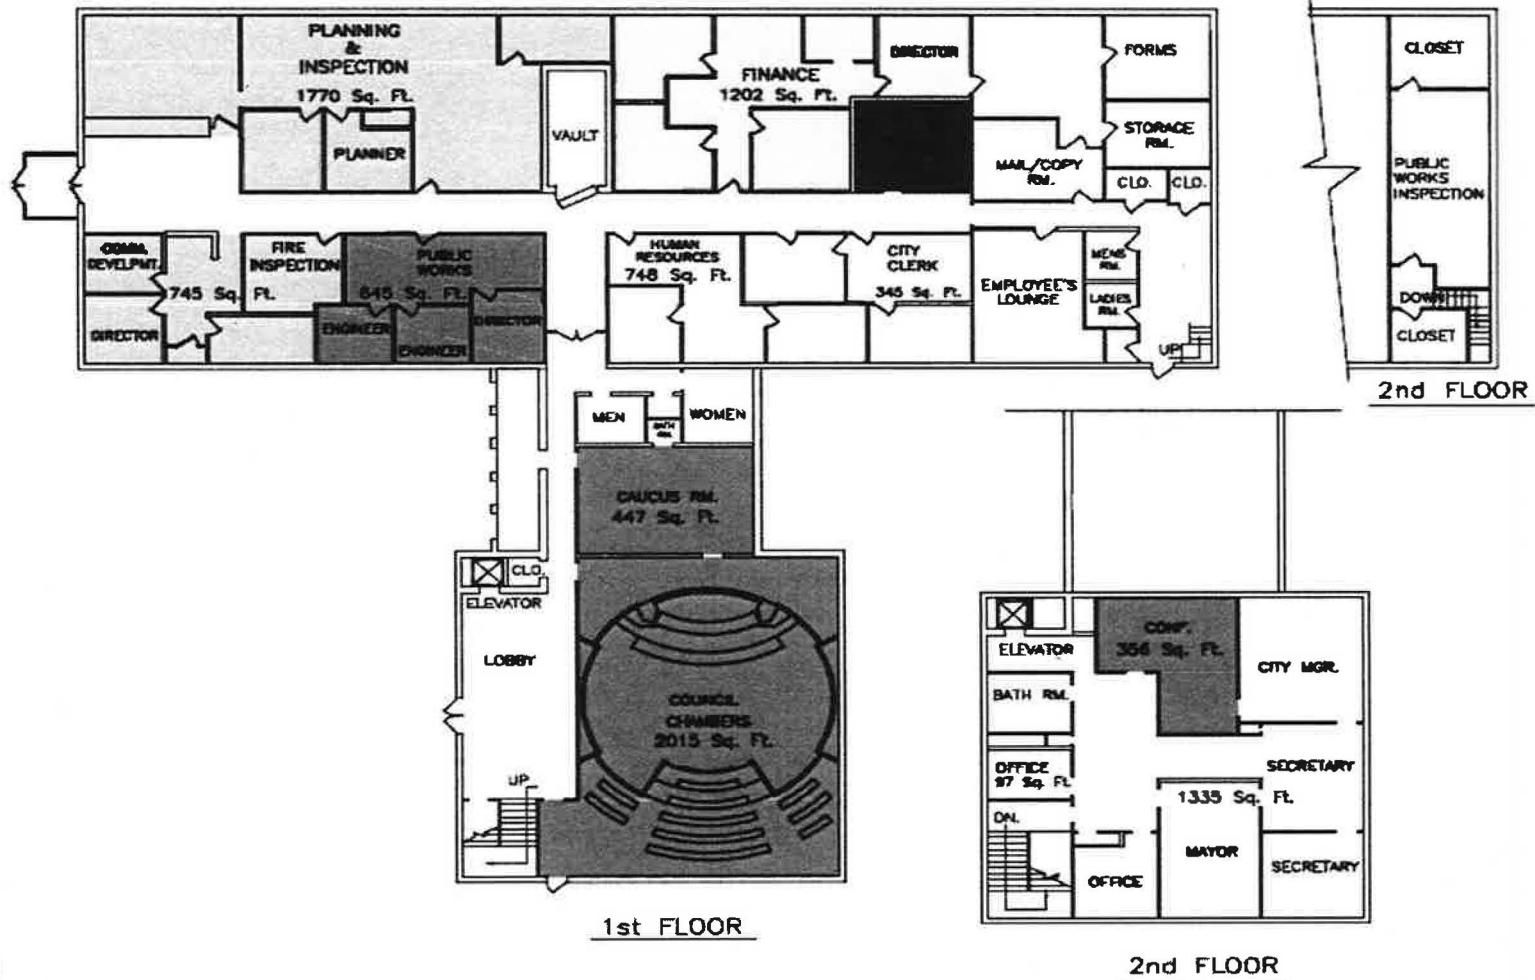 PLANNING
&
INSPECTION
1770 Sq. Ft.
PLANNER
VAULT
FINANCE
1202 Sq. Ft.
DIRECTOR
FORMS
STORAGE
RM.
MAIL/COPY
RM.
CLO.
CLO.
COMM.
DEVELPMT.
745 Sq. Ft.
DIRECTOR
FIRE
INSPECTION
PUBLIC
WORKS
645 Sq. Ft.
ENGINEER
ENGINEER
DIRECTOR
HUMAN
RESOURCES
748 Sq. Ft.
CITY
CLERK
345 Sq. Ft.
EMPLOYEE'S
LOUNGE
MENS
RM.
LADIES
RM.
UP
CLOSET
PUBLIC
WORKS
INSPECTION
DOWN
CLOSET
2nd FLOOR
MEN
BATH
RM.
WOMEN
CAUCUS RM.
447 Sq. Ft.
CLO.
ELEVATOR
LOBBY
COUNCIL
CHAMBERS
2015 Sq. Ft.
UP
1st FLOOR
ELEVATOR
CONF.
356 Sq. Ft.
CITY MGR.
BATH RM.
OFFICE
97 Sq. Ft
SECRETARY
1335 Sq. Ft.
DN.
MAYOR
OFFICE
SECRETARY
2nd FLOOR